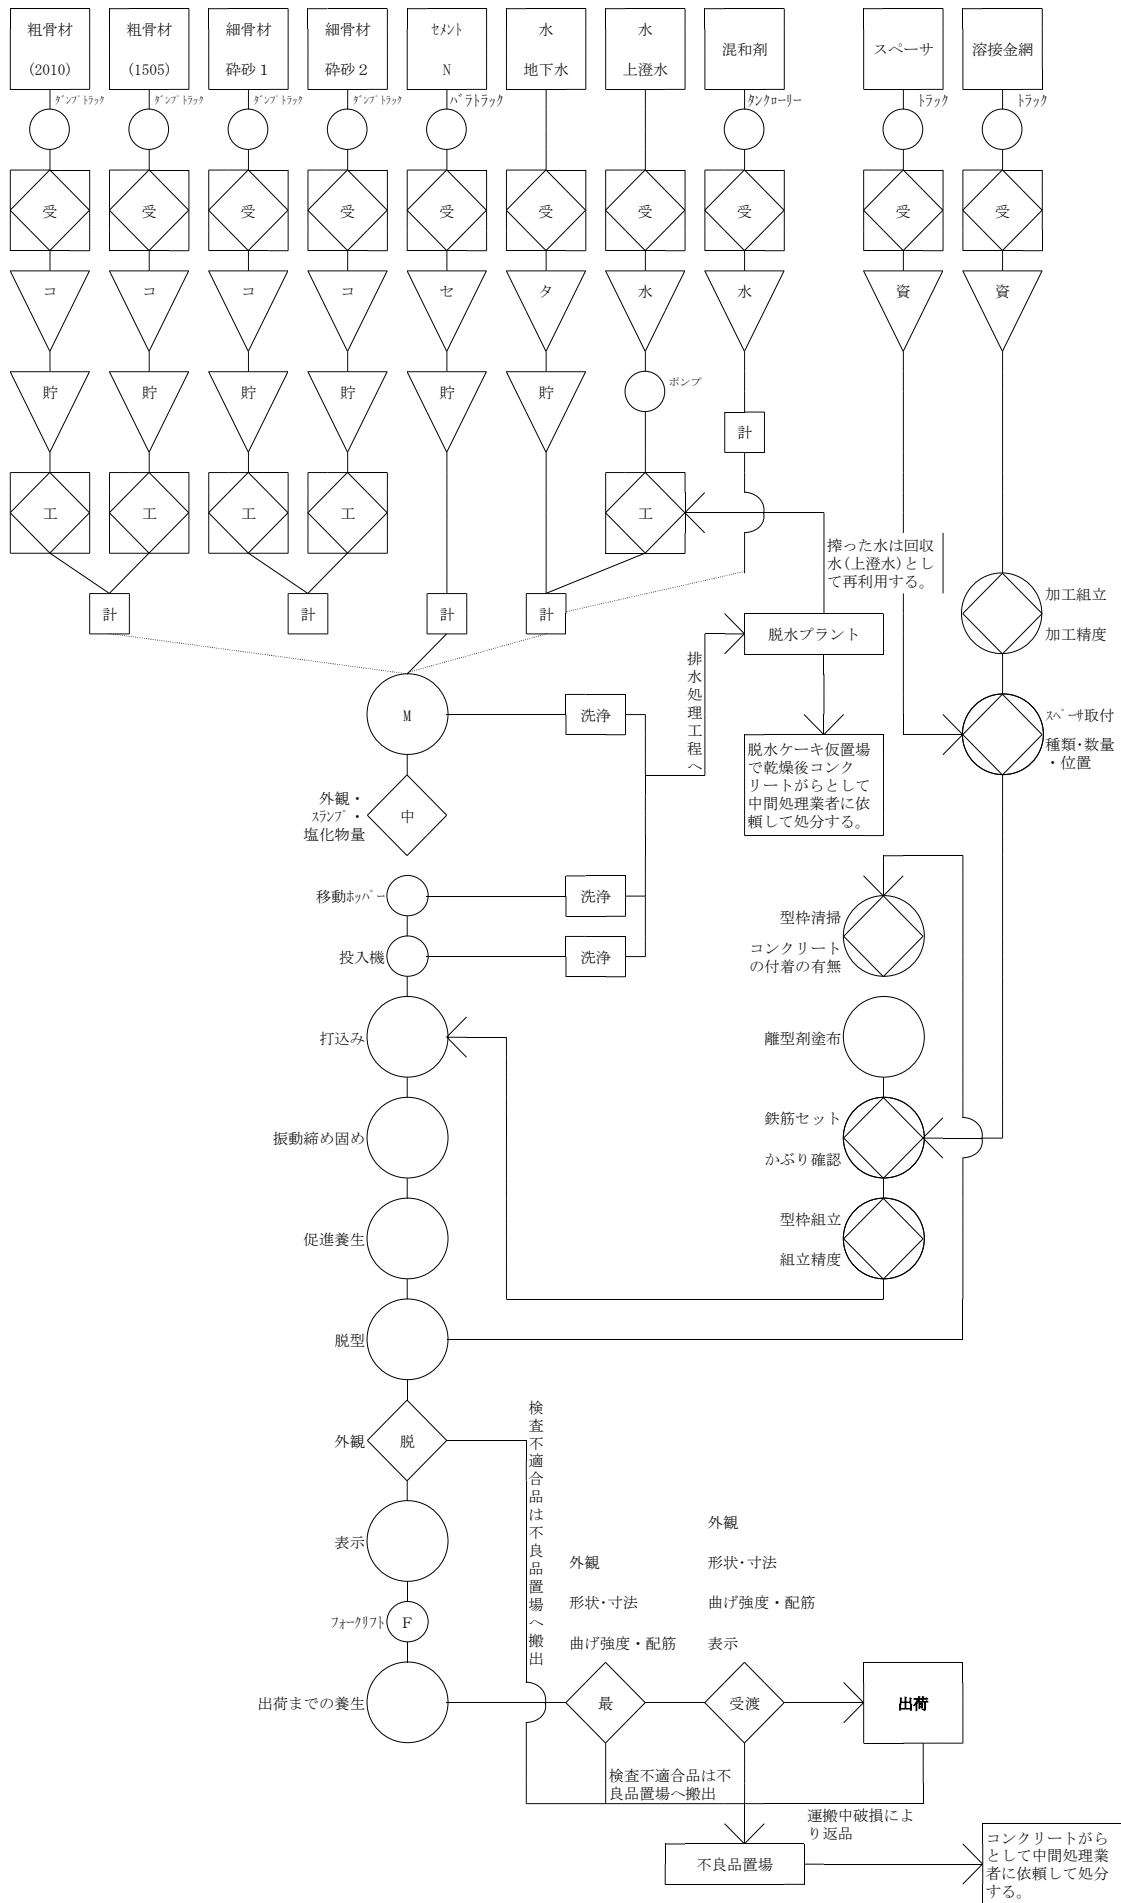 粗骨材 粗骨材 細骨材 細骨材 ｾﾒﾝﾄ 水 水 混和剤 スペーサ 溶接金網
(2010) (1505) 砕砂１ 砕砂２ N 地下水 上澄水
ﾀﾞﾝﾌﾟﾄﾗｯｸ ﾀﾞﾝﾌﾟﾄﾗｯｸ ﾀﾞﾝﾌﾟﾄﾗｯｸ ﾀﾞﾝﾌﾟﾄﾗｯｸ ﾊﾞﾗﾄﾗｯｸ ﾀﾝｸﾛｰﾘｰ ﾄﾗｯｸ ﾄﾗｯｸ
受 受 受 受 受 受 受 受 受 受
コ コ コ コ セ タ 水 水 資 資
貯 貯 貯 貯 貯 貯 ﾎﾟﾝﾌﾟ
計
工 工 工 工 工
搾った水は回収
水(上澄水)とし
て再利用する。
計 計 計 計
加工組立
加工精度
脱水プラント
排水処理工程へ
M
洗浄
ｽﾍﾟｰｻ取付
種類・数量
・位置
脱水ケーキ仮置場
で乾燥後コンク
リートがらとして
中間処理業者に依
頼して処分する。
外観・
ｽﾗﾝﾌﾟ・
塩化物量
中
移動ﾎｯﾊﾟｰ
洗浄
投入機
洗浄
型枠清掃
コンクリート
の付着の有無
打込み
離型剤塗布
振動締め固め
鉄筋セット
かぶり確認
促進養生
型枠組立
組立精度
脱型
外観
脱
検査不適合品は不良品置場へ搬出
表示
ﾌｫｰｸﾘﾌﾄ
F
外観
形状・寸法
曲げ強度・配筋
外観
形状・寸法
曲げ強度・配筋
表示
出荷までの養生
最
受渡
出荷
検査不適合品は不
良品置場へ搬出
運搬中破損によ
り返品
不良品置場
コンクリートがら
として中間処理業
者に依頼して処分
する。